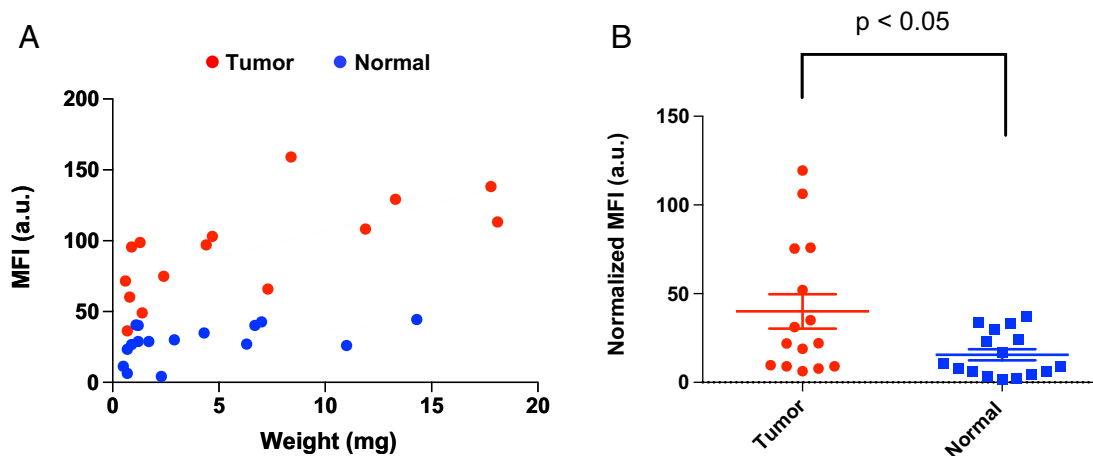 A
Tumor Normal
MFI (a.u.)
200
150
100
50
0
0 5 10 15 20
Weight (mg)
B
p < 0.05
Normalized MFI (a.u.)
150
100
50
0
Tumor
Normal